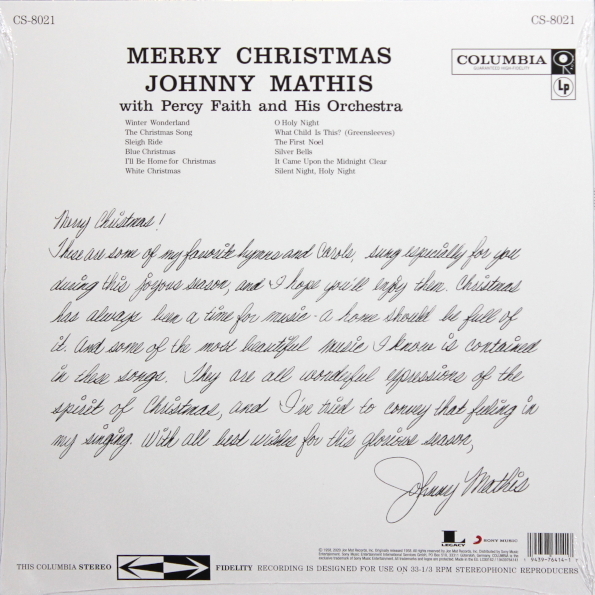 CS-8021 CS-8021
MERRY CHRISTMAS
JOHNNY MATHIS
with Percy Faith and His Orchestra
COLUMBIA
GUARANTEED HIGH-FIDELITY
Lp
Winter Wonderland
The Christmas Song
Sleigh Ride
Blue Christmas
I'll Be Home for Christmas
White Christmas
O Holy Night
What Child Is This? (Greensleeves)
The First Noel
Silver Bells
It Came Upon the Midnight Clear
Silent Night, Holy Night
Merry Christmas!
These are some of my favorite hymns and Carols, sung especially for you
during this joyous season, and I hope you'll enjoy them. Christmas
has always been a time for music - a home should be full of
it. And some of the most beautiful music I know is contained
in these songs. They are all wonderful expressions of the
spirit of Christmas, and I've tried to convey that feeling in
my singing. With all best wishes for this glorious season,
Johnny Mathis
L
LEGACY
SONY MUSIC
THIS COLUMBIA STEREO FIDELITY RECORDING IS DESIGNED FOR USE ON 33-1/3 RPM STEREOPHONIC REPRODUCERS